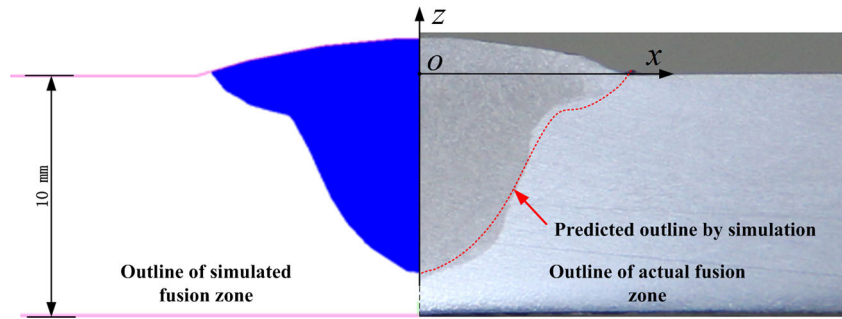 z
O
x
10 mm
Predicted outline by simulation
Outline of simulated
fusion zone
Outline of actual fusion
zone